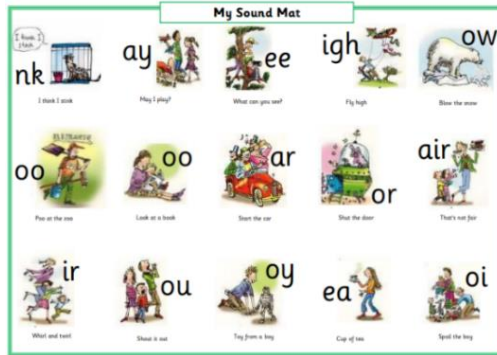 My Sound Mat
I think I stink
nk
ay
ee
igh
ow
I think I stink
May I play?
What can you see?
Fly high
Blow the snow
oo
oo
ar
or
air
Poo at the zoo
Look at a book
Start the car
Shut the door
That's not fair
ir
ou
oy
ea
oi
Whirl and twirl
Shout it out
Toy from a boy
Cup of tea
Spoil the boy